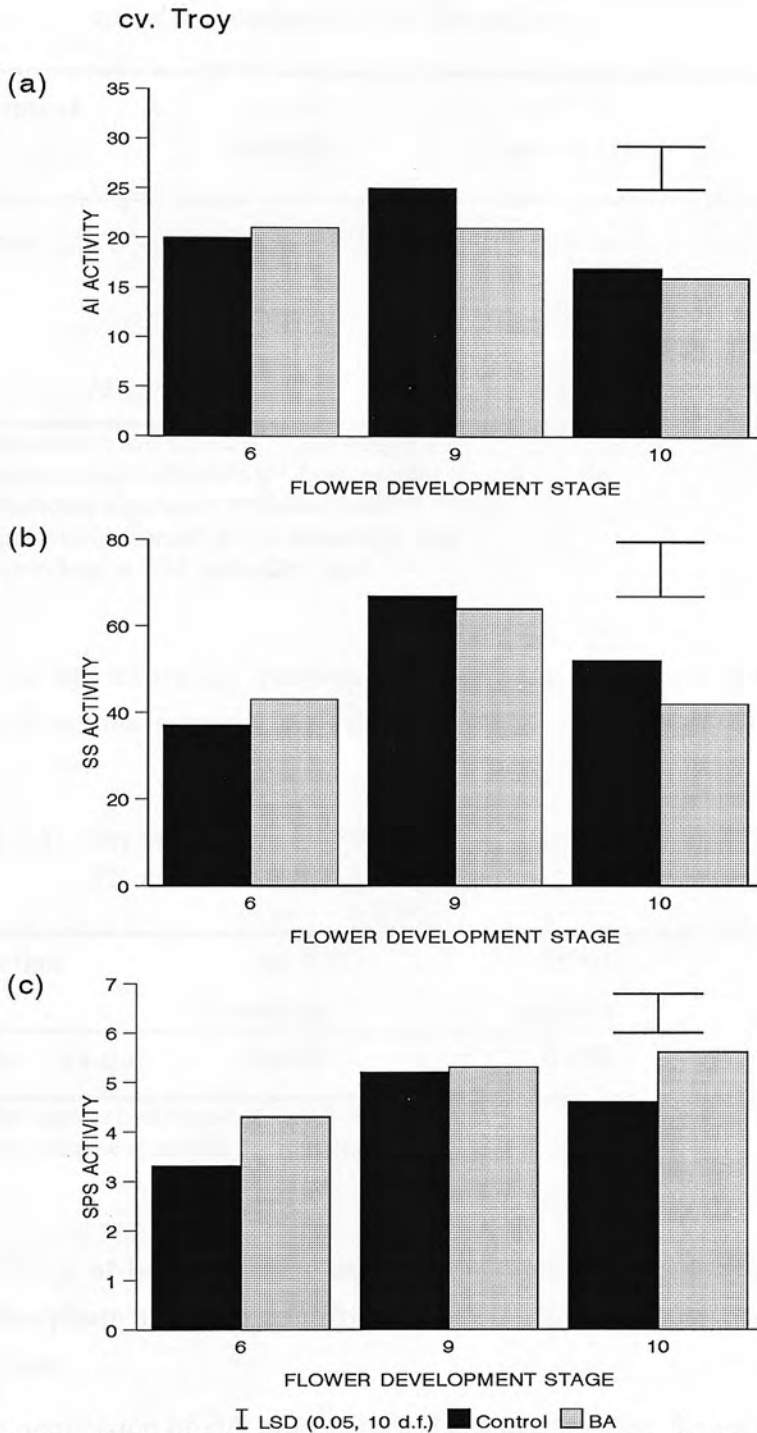 cv. Troy
(a)
35
30
25
20
15
10
5
0
AI ACTIVITY
6
9
10
FLOWER DEVELOPMENT STAGE
(b)
80
60
40
20
0
SS ACTIVITY
6
9
10
FLOWER DEVELOPMENT STAGE
(c)
7
6
5
4
3
2
1
0
SPS ACTIVITY
6
9
10
FLOWER DEVELOPMENT STAGE
LSD (0.05, 10 d.f.) Control BA